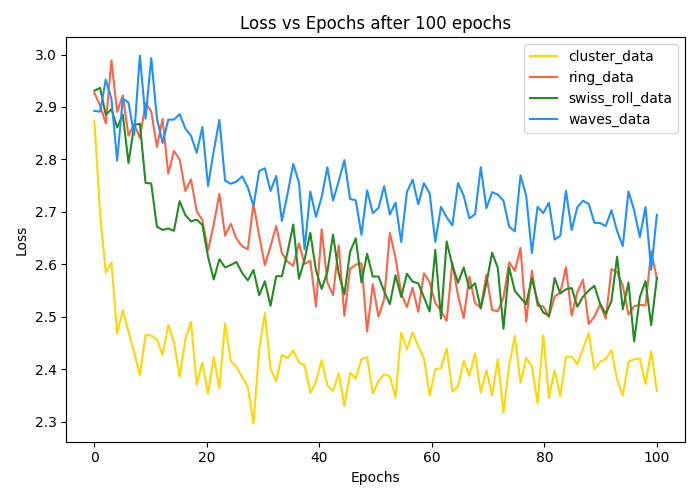 Loss vs Epochs after 100 epochs
cluster_data
ring_data
swiss_roll_data
waves_data
Loss
3.0
2.9
2.8
2.7
2.6
2.5
2.4
2.3
0 20 40 60 80 100
Epochs